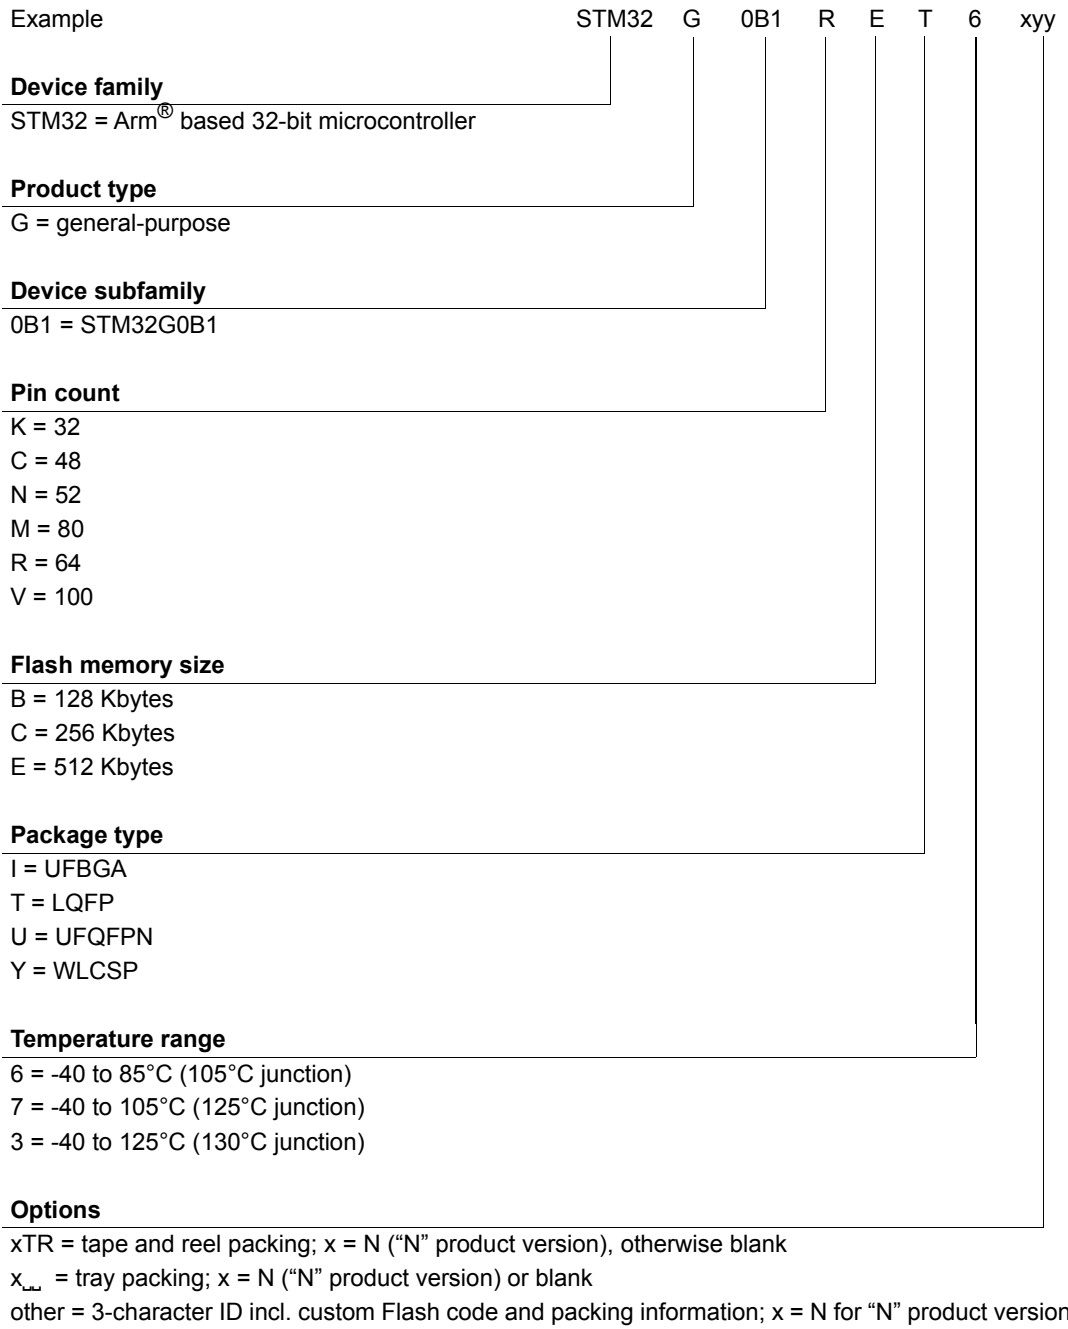 Example STM32 G 0B1 R E T 6 xyy
Device family
STM32 = Arm® based 32-bit microcontroller
Product type
G = general-purpose
Device subfamily
0B1 = STM32G0B1
Pin count
K = 32
C = 48
N = 52
M = 80
R = 64
V = 100
Flash memory size
B = 128 Kbytes
C = 256 Kbytes
E = 512 Kbytes
Package type
I = UFBGA
T = LQFP
U = UFQFPN
Y = WLCSP
Temperature range
6 = -40 to 85°C (105°C junction)
7 = -40 to 105°C (125°C junction)
3 = -40 to 125°C (130°C junction)
Options
xTR = tape and reel packing; x = N (“N” product version), otherwise blank
x␣␣ = tray packing; x = N (“N” product version) or blank
other = 3-character ID incl. custom Flash code and packing information; x = N for “N” product version